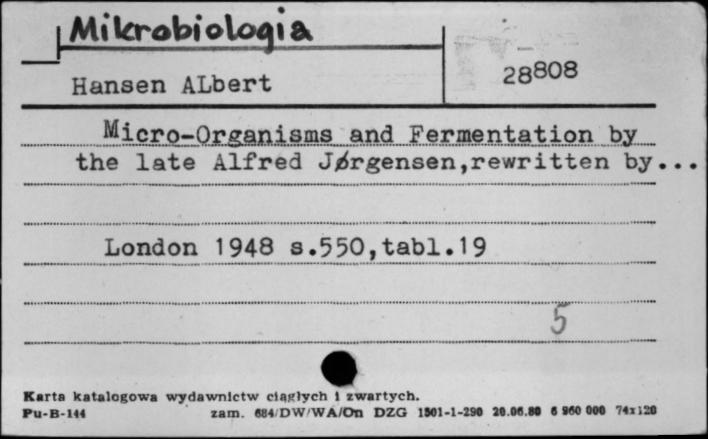 Mikrobiologia
Hansen ALbert
28808
Micro-Organisms and Fermentation by
the late Alfred Jørgensen,rewritten by...
London 1948 s.550,tabl.19
5
Karta katalogowa wydawnictw ciągłych i zwartych.
Pu-B-144 zam. 684/DW/WA/On DZG 1501-1-290 20.06.80 6 960 000 74x120